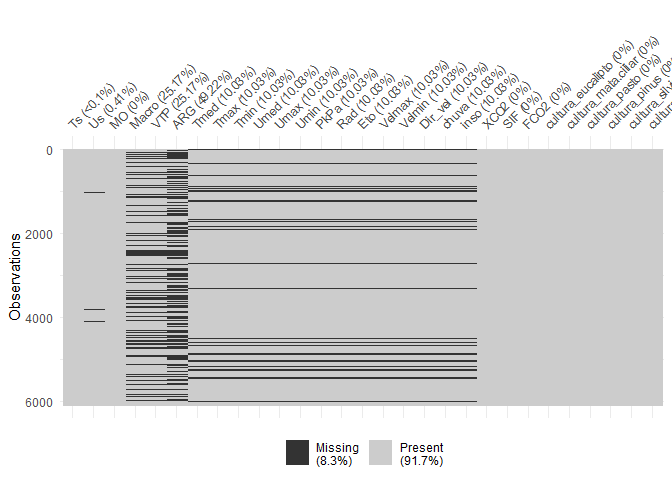 Ts (<0.1%)
Us (0.41%)
MO (0%)
Macro (25.17%)
VTP (25.17%)
ARG (49.22%)
Tmed (10.03%)
Tmax (10.03%)
Tmin (10.03%)
Umed (10.03%)
Umax (10.03%)
Umin (10.03%)
PkPa (10.03%)
Rad (10.03%)
Eto (10.03%)
Velmax (10.03%)
Velmin (10.03%)
Dir_vel (10.03%)
chuva (10.03%)
inso (10.03%)
XCO2 (0%)
SIF (0%)
FCO2 (0%)
cultura_eucalipto (0%)
cultura_mata.ciliar (0%)
cultura_pasto (0%)
cultura_pinus (0%)
0
2000
4000
6000
Observations
Missing
(8.3%)
Present
(91.7%)